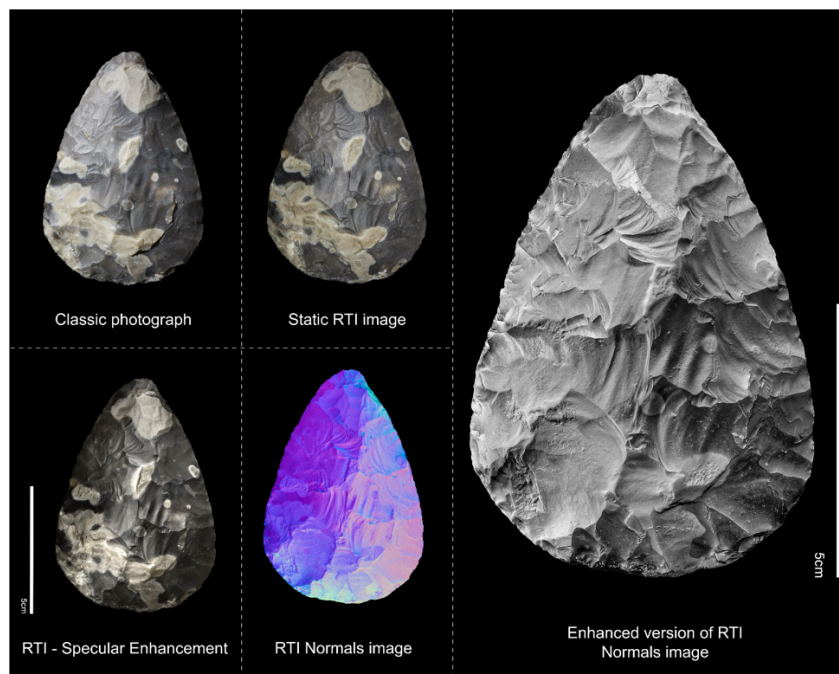 Classic photograph
Static RTI image
5cm
RTI - Specular Enhancement
RTI Normals image
5cm
Enhanced version of RTI
Normals image